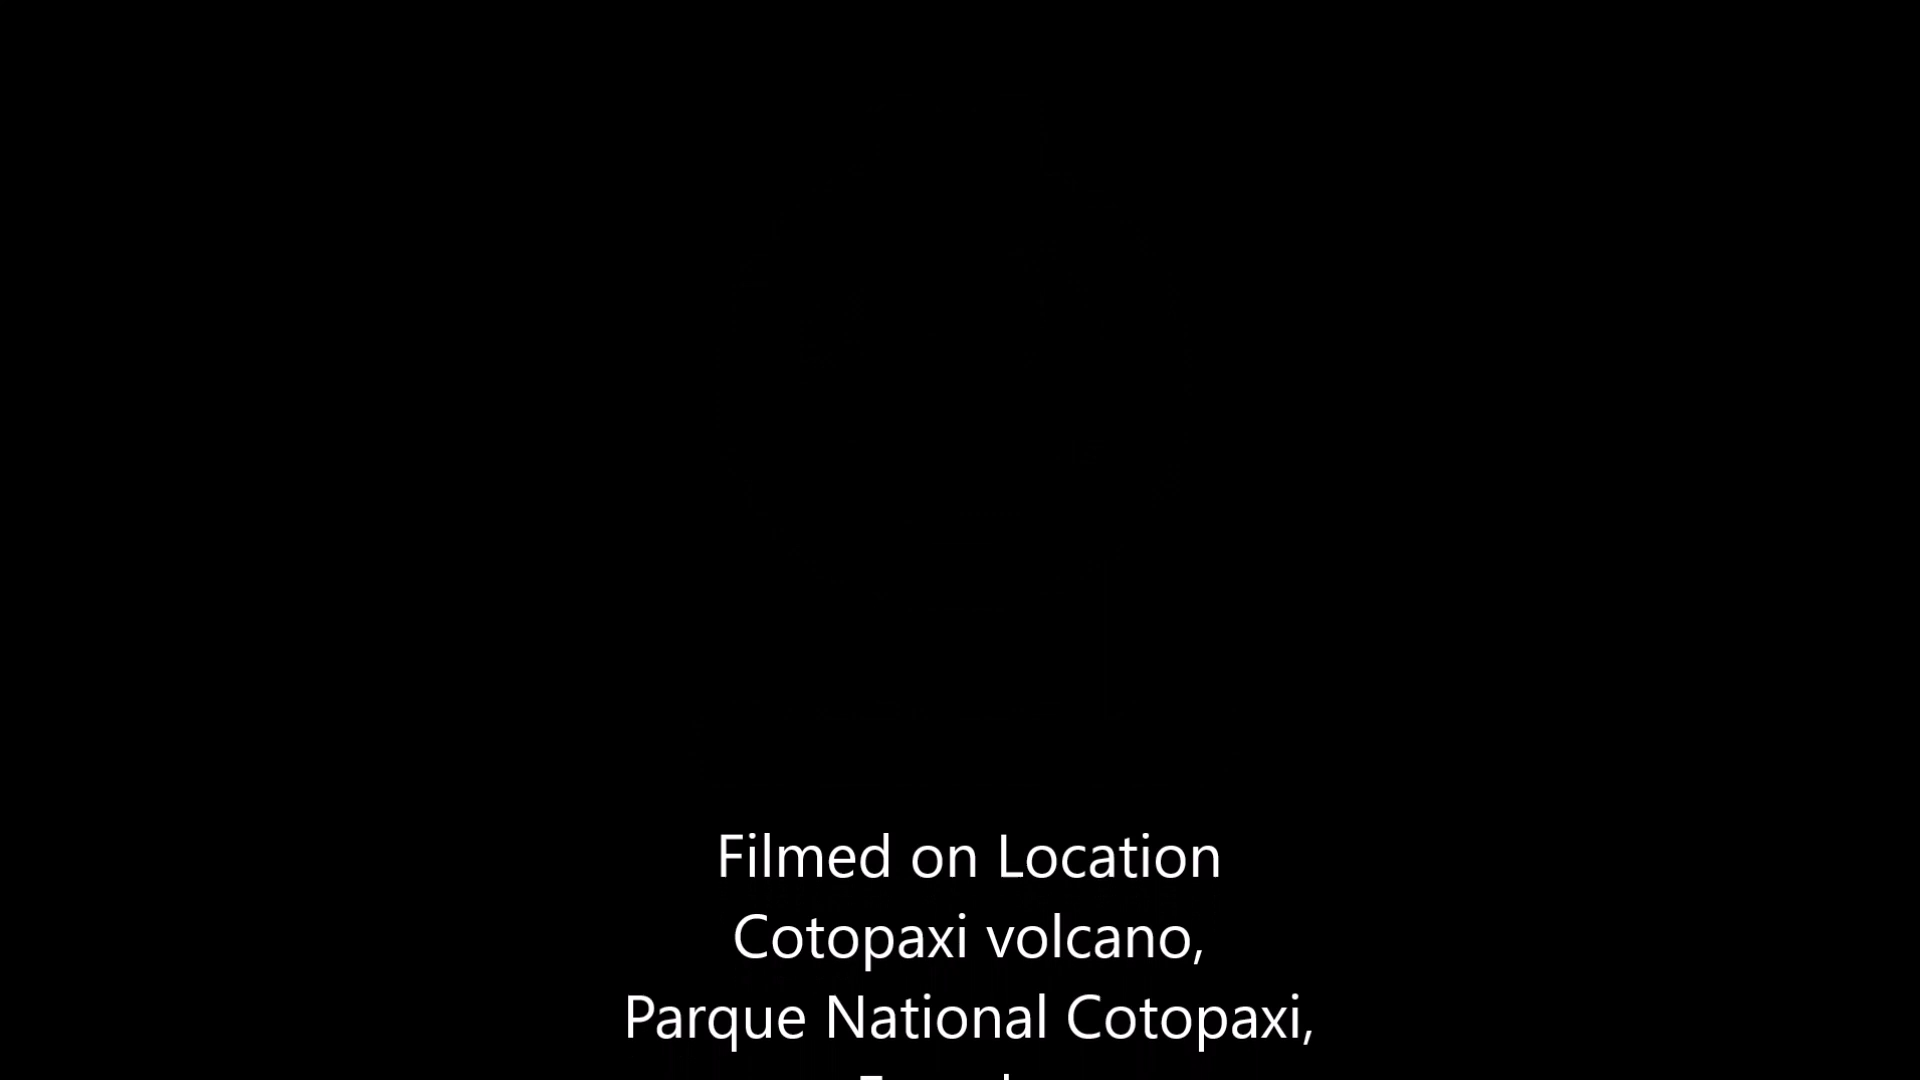 Filmed on Location
Cotopaxi volcano,
Parque National Cotopaxi,